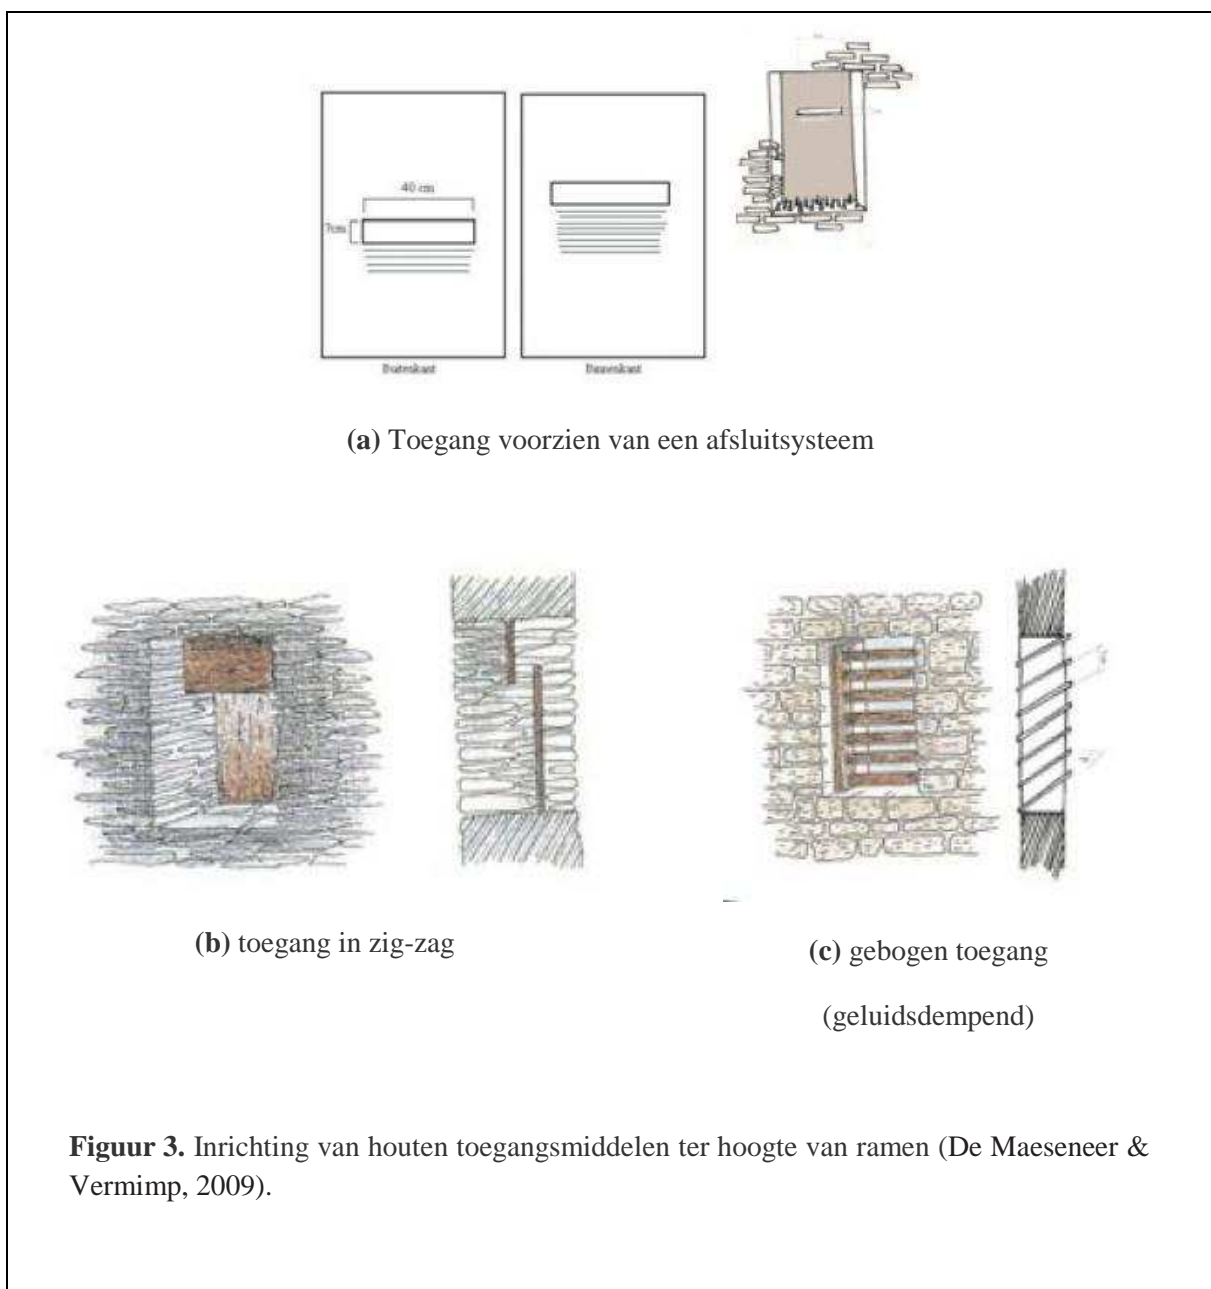 40 cm
7cm
Buitenkant
Binnenkant
(a) Toegang voorzien van een afsluitsysteem
(b) toegang in zig-zag
(c) gebogen toegang
(geluidsdempend)
Figuur 3. Inrichting van houten toegangsmiddelen ter hoogte van ramen (De Maeseneer &
Vermimp, 2009).